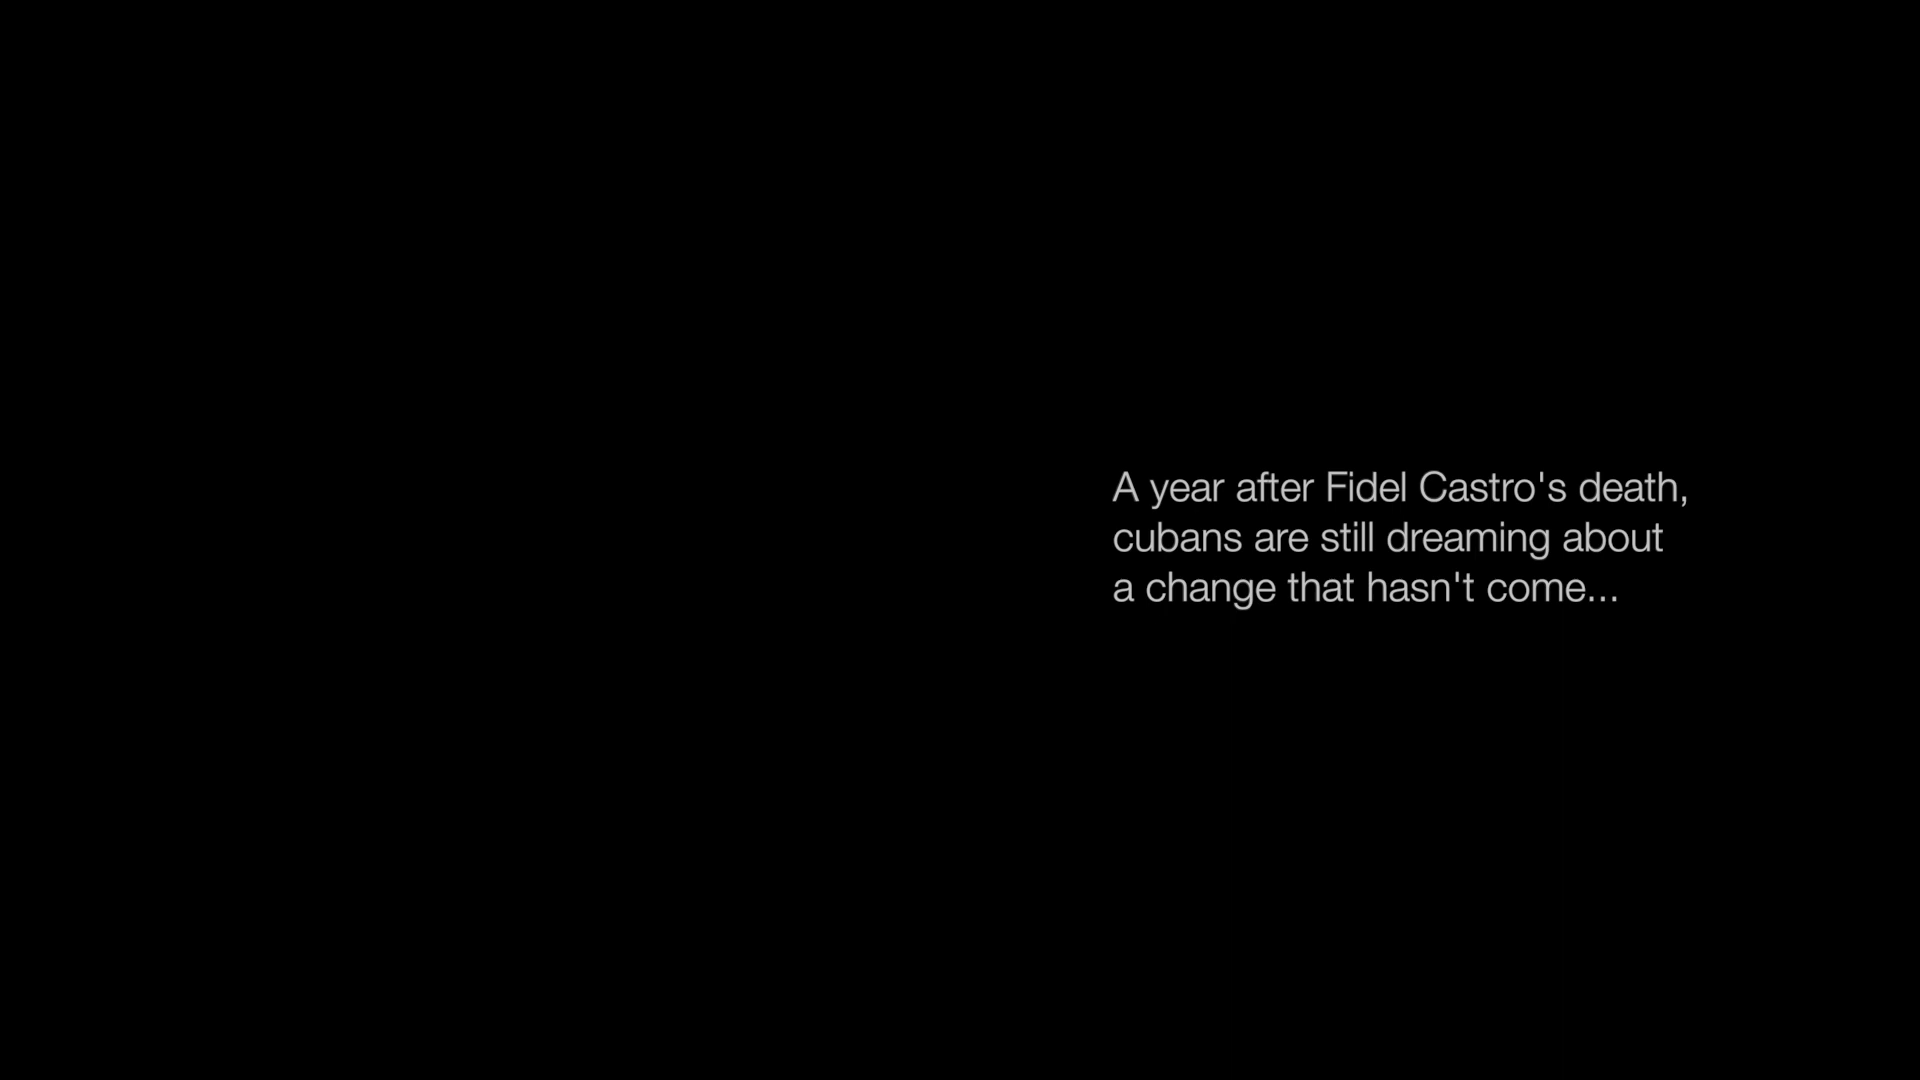 A year after Fidel Castro's death,
cubans are still dreaming about
a change that hasn't come...